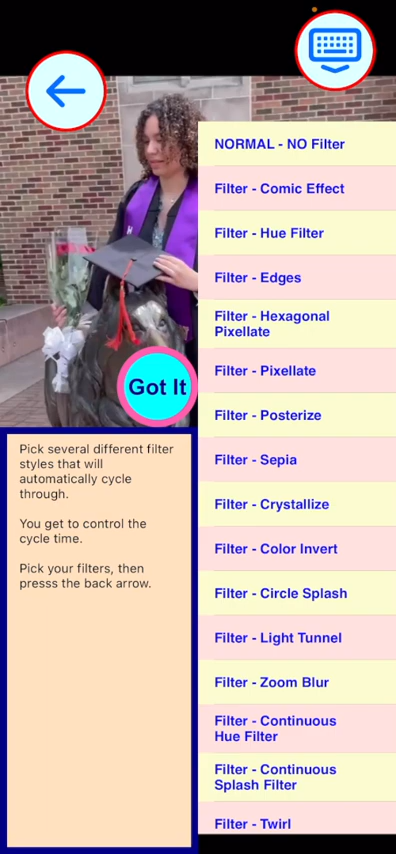 NORMAL - NO Filter
Filter - Comic Effect
Filter - Hue Filter
Filter - Edges
Filter - Hexagonal
Pixellate
Filter - Pixellate
Filter - Posterize
Filter - Sepia
Filter - Crystallize
Filter - Color Invert
Filter - Circle Splash
Filter - Light Tunnel
Filter - Zoom Blur
Filter - Continuous
Hue Filter
Filter - Continuous
Splash Filter
Filter - Twirl
Got It
Pick several different filter
styles that will
automatically cycle
through.
You get to control the
cycle time.
Pick your filters, then
presss the back arrow.